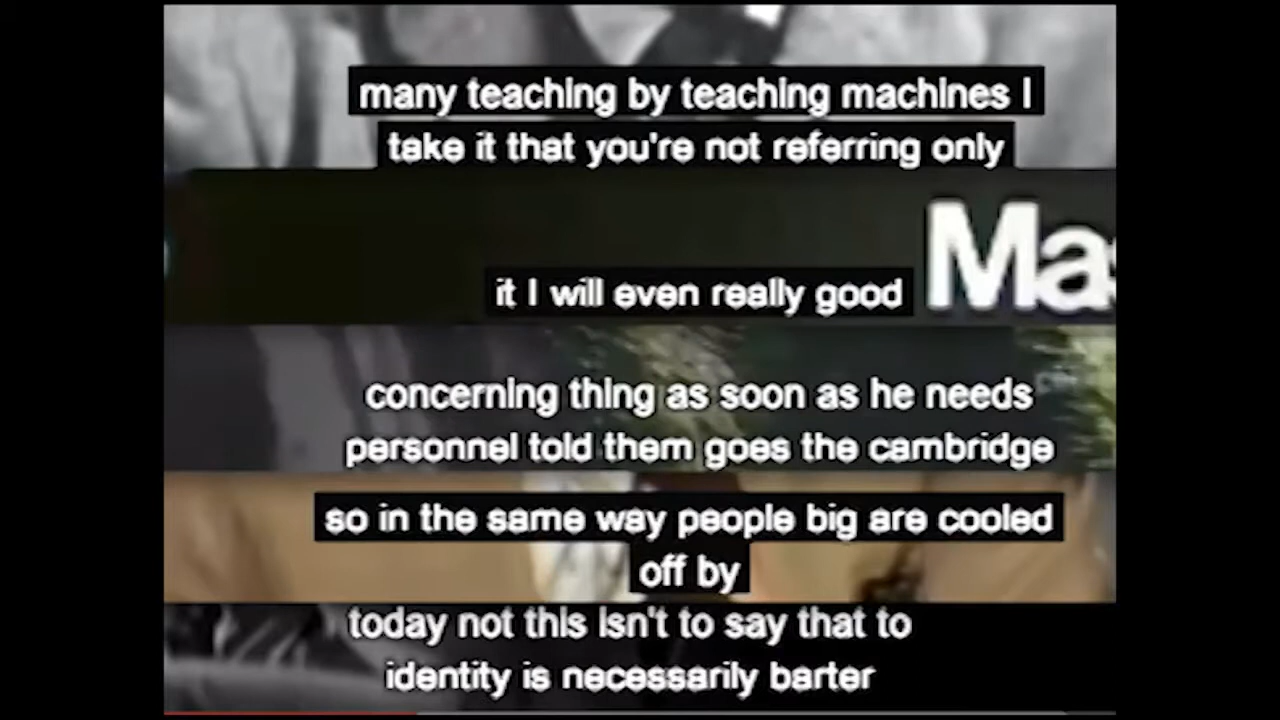 many teaching by teaching machines I
take it that you're not referring only
Mas
it I will even really good
concerning thing as soon as he needs
personnel told them goes the cambridge
so in the same way people big are cooled
off by
today not this isn't to say that to
identity is necessarily barter